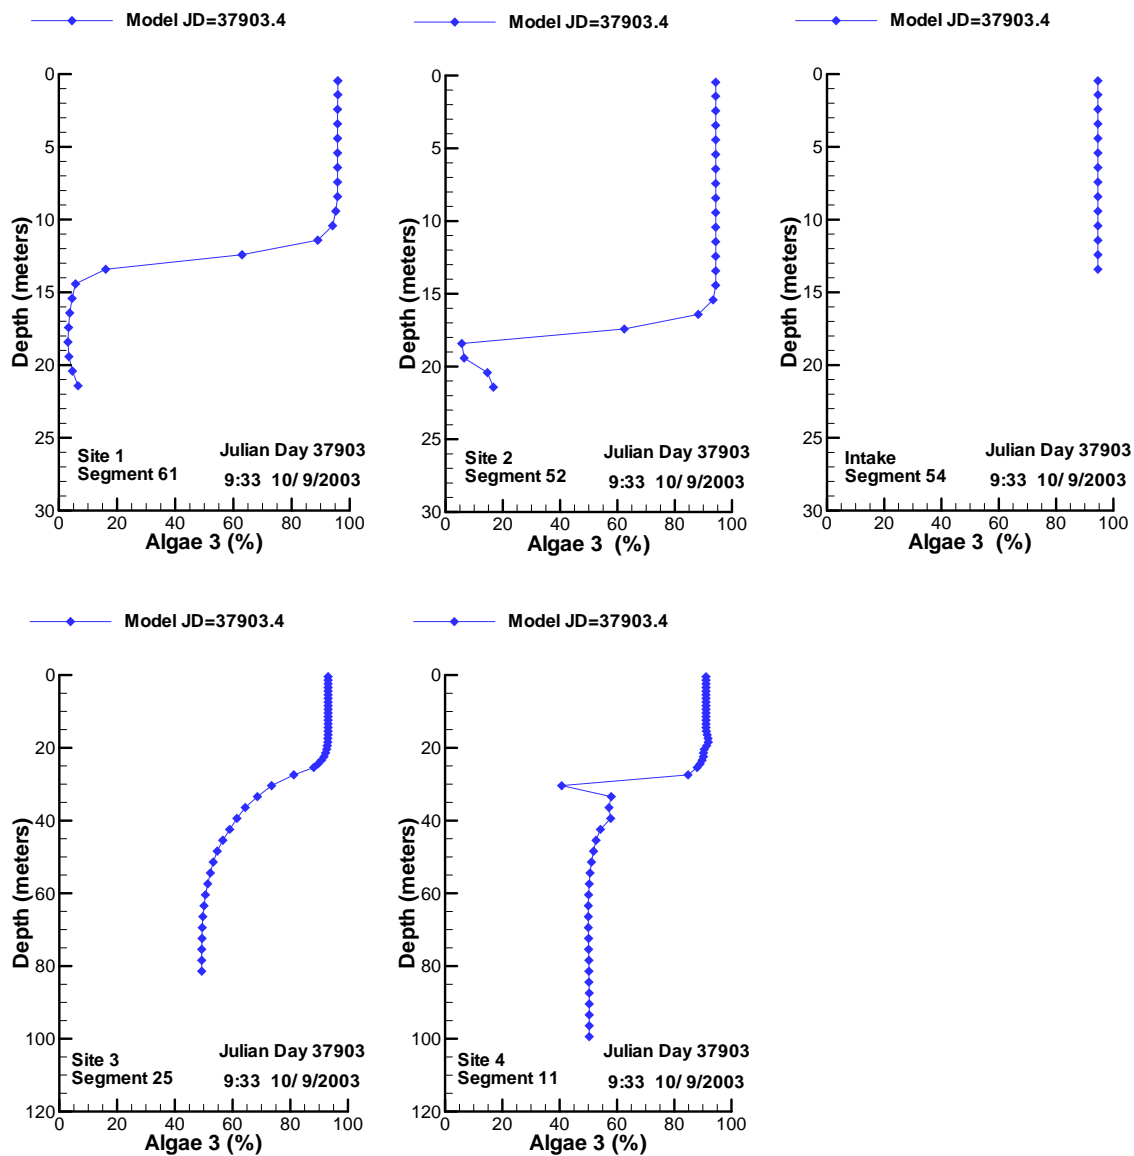 Model JD=37903.4
Model JD=37903.4
Model JD=37903.4
0
5
10
15
20
25
30
Depth (meters)
Site 1
Segment 61
Julian Day 37903
9:33 10/ 9/2003
0 20 40 60 80 100
Algae 3 (%)
0
5
10
15
20
25
30
Depth (meters)
Site 2
Segment 52
Julian Day 37903
9:33 10/ 9/2003
0 20 40 60 80 100
Algae 3 (%)
0
5
10
15
20
25
30
Depth (meters)
Intake
Segment 54
Julian Day 37903
9:33 10/ 9/2003
0 20 40 60 80 100
Algae 3 (%)
Model JD=37903.4
Model JD=37903.4
0
20
40
60
80
100
120
Depth (meters)
Site 3
Segment 25
Julian Day 37903
9:33 10/ 9/2003
0 20 40 60 80 100
Algae 3 (%)
0
20
40
60
80
100
120
Depth (meters)
Site 4
Segment 11
Julian Day 37903
9:33 10/ 9/2003
0 20 40 60 80 100
Algae 3 (%)